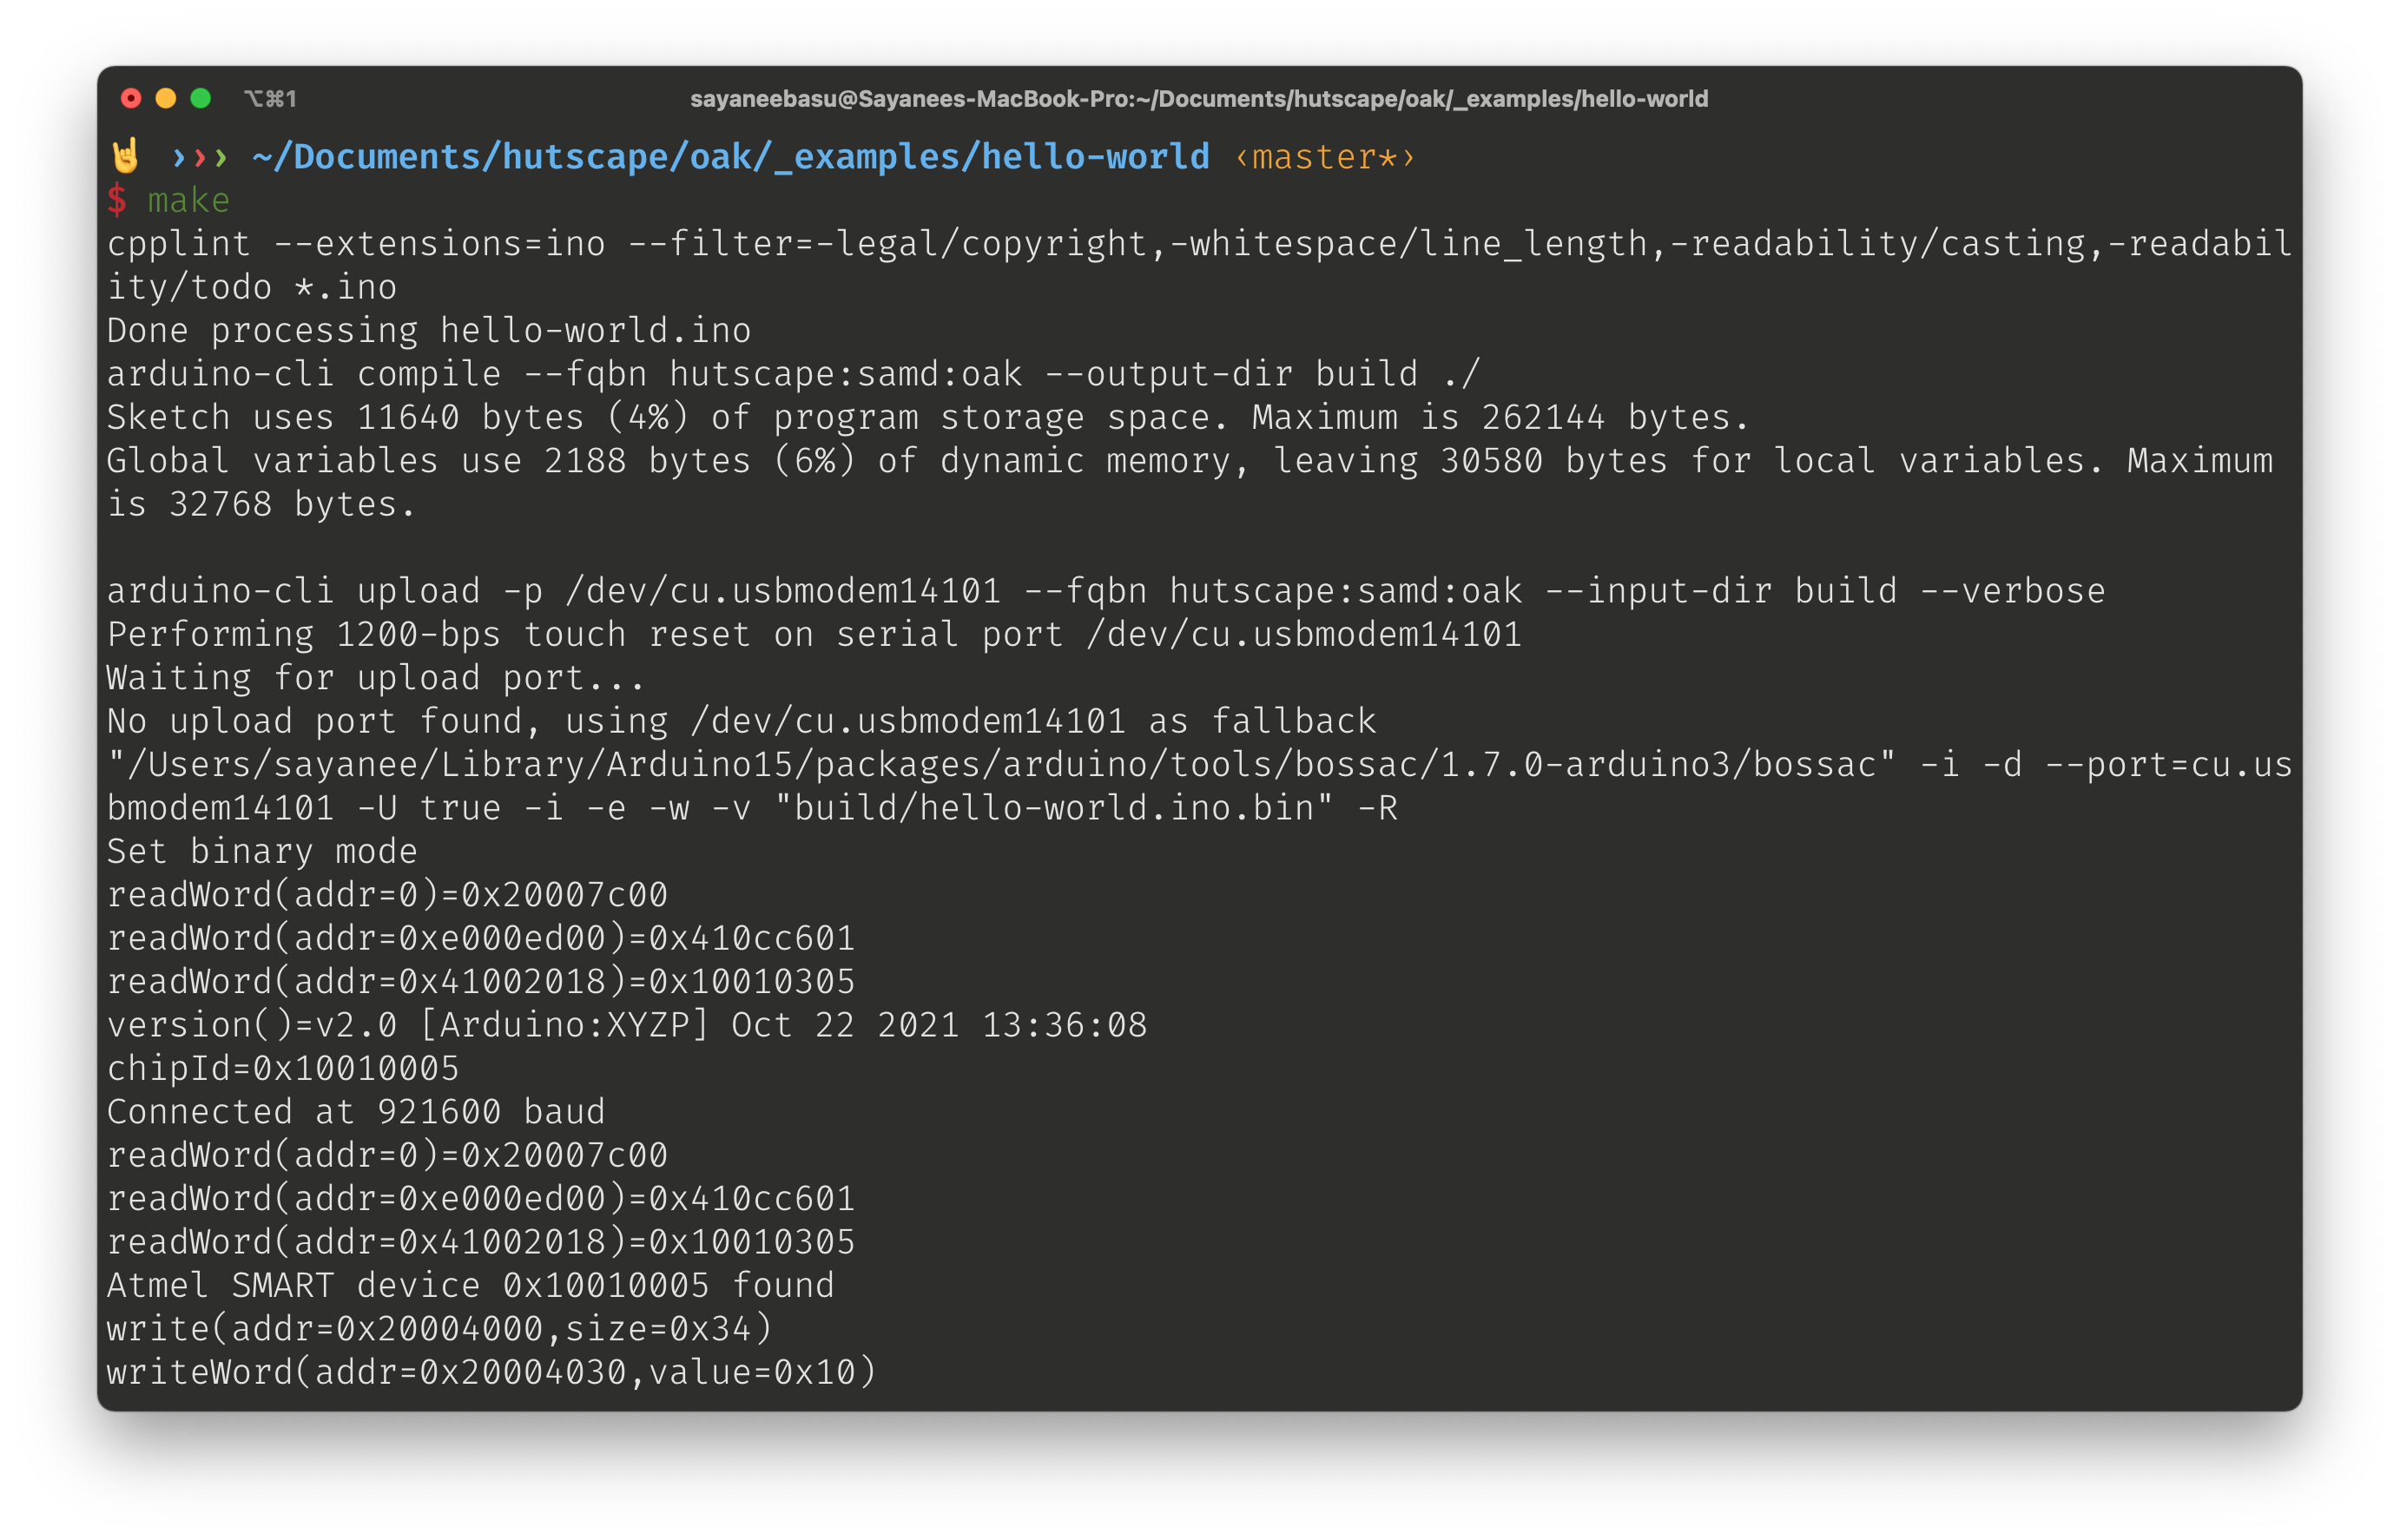 ⌥⌘1 sayaneebasu@Sayanees-MacBook-Pro:~/Documents/hutscape/oak/_examples/hello-world
🤘 ››› ~/Documents/hutscape/oak/_examples/hello-world ‹master*›
$ make
cpplint --extensions=ino --filter=-legal/copyright,-whitespace/line_length,-readability/casting,-readabil
ity/todo *.ino
Done processing hello-world.ino
arduino-cli compile --fqbn hutscape:samd:oak --output-dir build ./
Sketch uses 11640 bytes (4%) of program storage space. Maximum is 262144 bytes.
Global variables use 2188 bytes (6%) of dynamic memory, leaving 30580 bytes for local variables. Maximum
is 32768 bytes.

arduino-cli upload -p /dev/cu.usbmodem14101 --fqbn hutscape:samd:oak --input-dir build --verbose
Performing 1200-bps touch reset on serial port /dev/cu.usbmodem14101
Waiting for upload port...
No upload port found, using /dev/cu.usbmodem14101 as fallback
"/Users/sayanee/Library/Arduino15/packages/arduino/tools/bossac/1.7.0-arduino3/bossac" -i -d --port=cu.us
bmodem14101 -U true -i -e -w -v "build/hello-world.ino.bin" -R
Set binary mode
readWord(addr=0)=0x20007c00
readWord(addr=0xe000ed00)=0x410cc601
readWord(addr=0x41002018)=0x10010305
version()=v2.0 [Arduino:XYZP] Oct 22 2021 13:36:08
chipId=0x10010005
Connected at 921600 baud
readWord(addr=0)=0x20007c00
readWord(addr=0xe000ed00)=0x410cc601
readWord(addr=0x41002018)=0x10010305
Atmel SMART device 0x10010005 found
write(addr=0x20004000,size=0x34)
writeWord(addr=0x20004030,value=0x10)